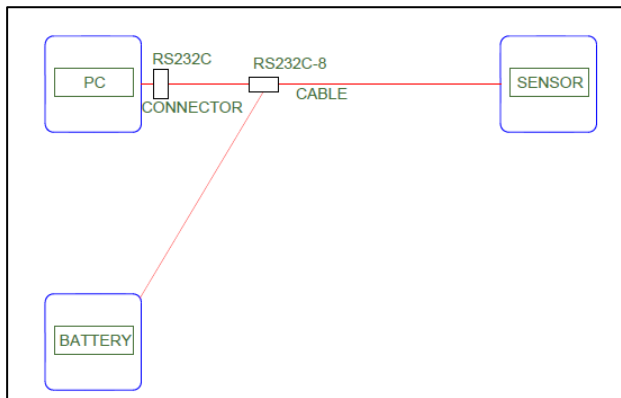 RS232C
RS232C-8
PC
SENSOR
CONNECTOR
CABLE
BATTERY